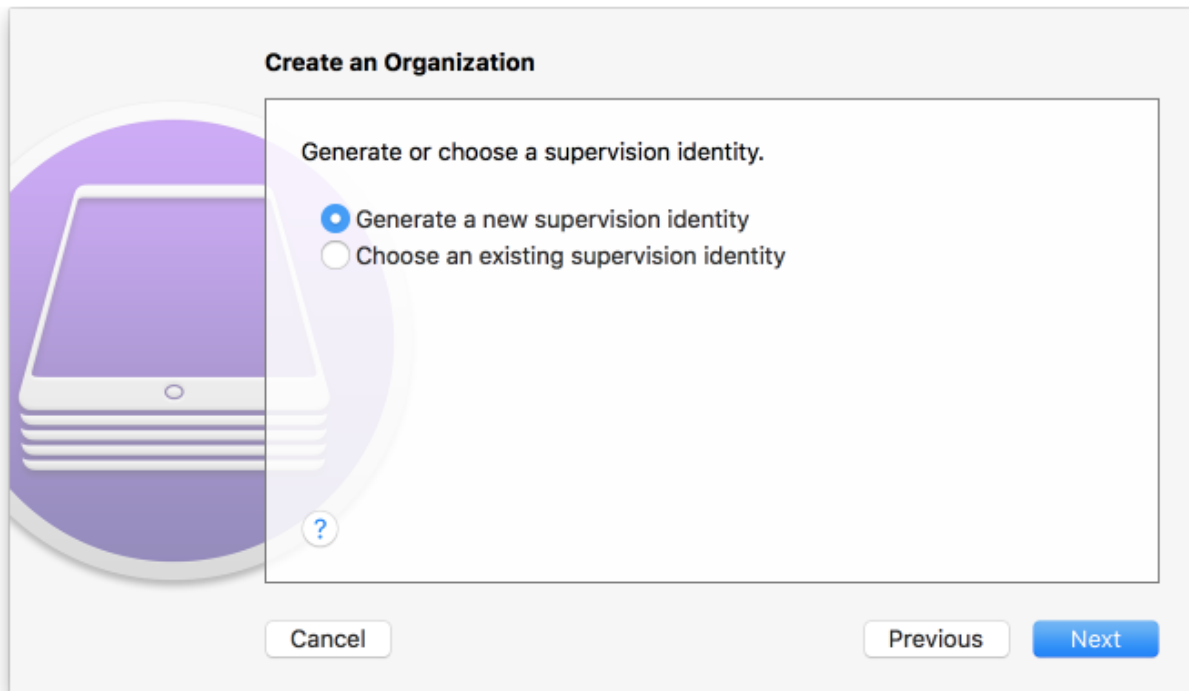 Create an Organization
Generate or choose a supervision identity.
Generate a new supervision identity
Choose an existing supervision identity
?
Cancel
Previous
Next